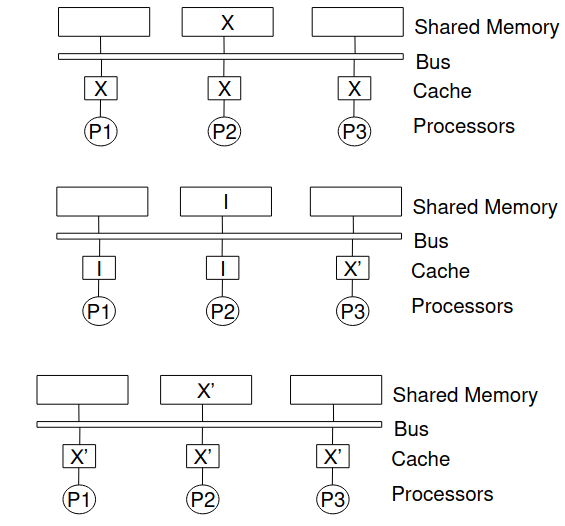 X Shared Memory
Bus
X X X Cache
P1 P2 P3 Processors
I Shared Memory
Bus
I I X’ Cache
P1 P2 P3 Processors
X’ Shared Memory
Bus
X’ X’ X’ Cache
P1 P2 P3 Processors